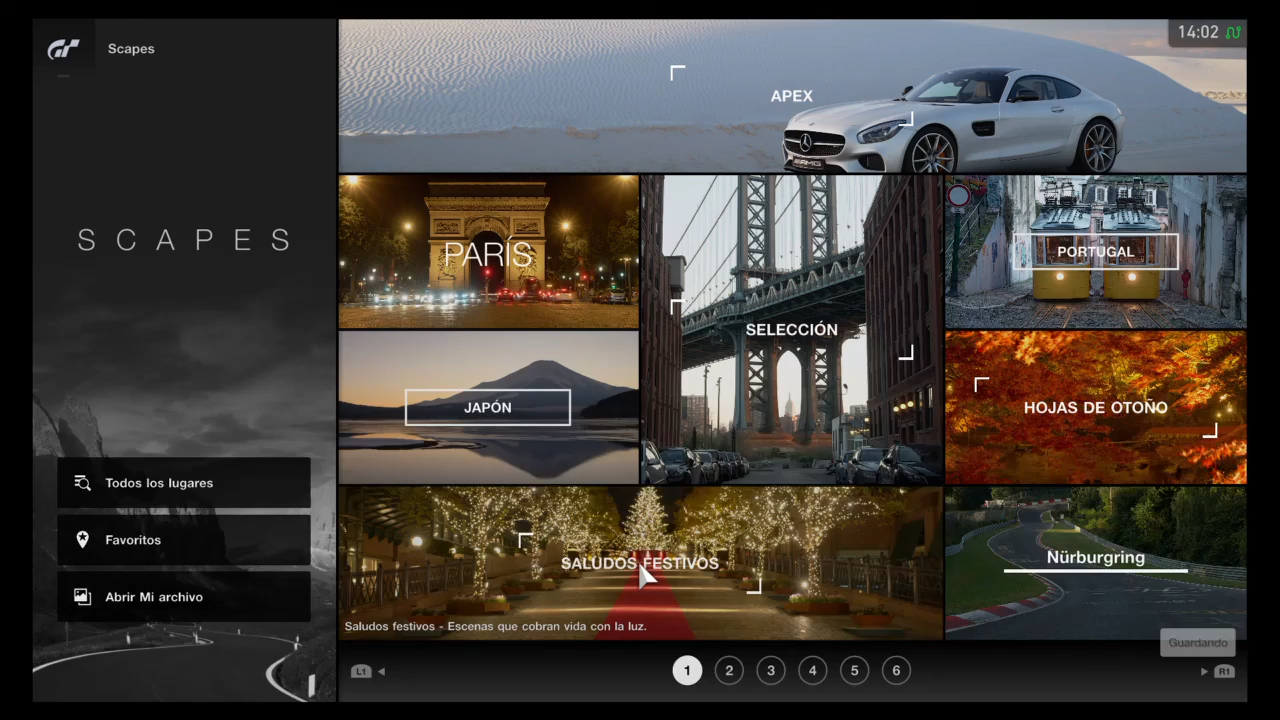 Scapes
14:02
SCAPES
Todos los lugares
Favoritos
Abrir Mi archivo
APEX
PARÍS
SELECCIÓN
PORTUGAL
JAPÓN
HOJAS DE OTOÑO
SALUDOS FESTIVOS
Saludos festivos - Escenas que cobran vida con la luz.
Nürburgring
Guardando
L1
1 2 3 4 5 6
R1